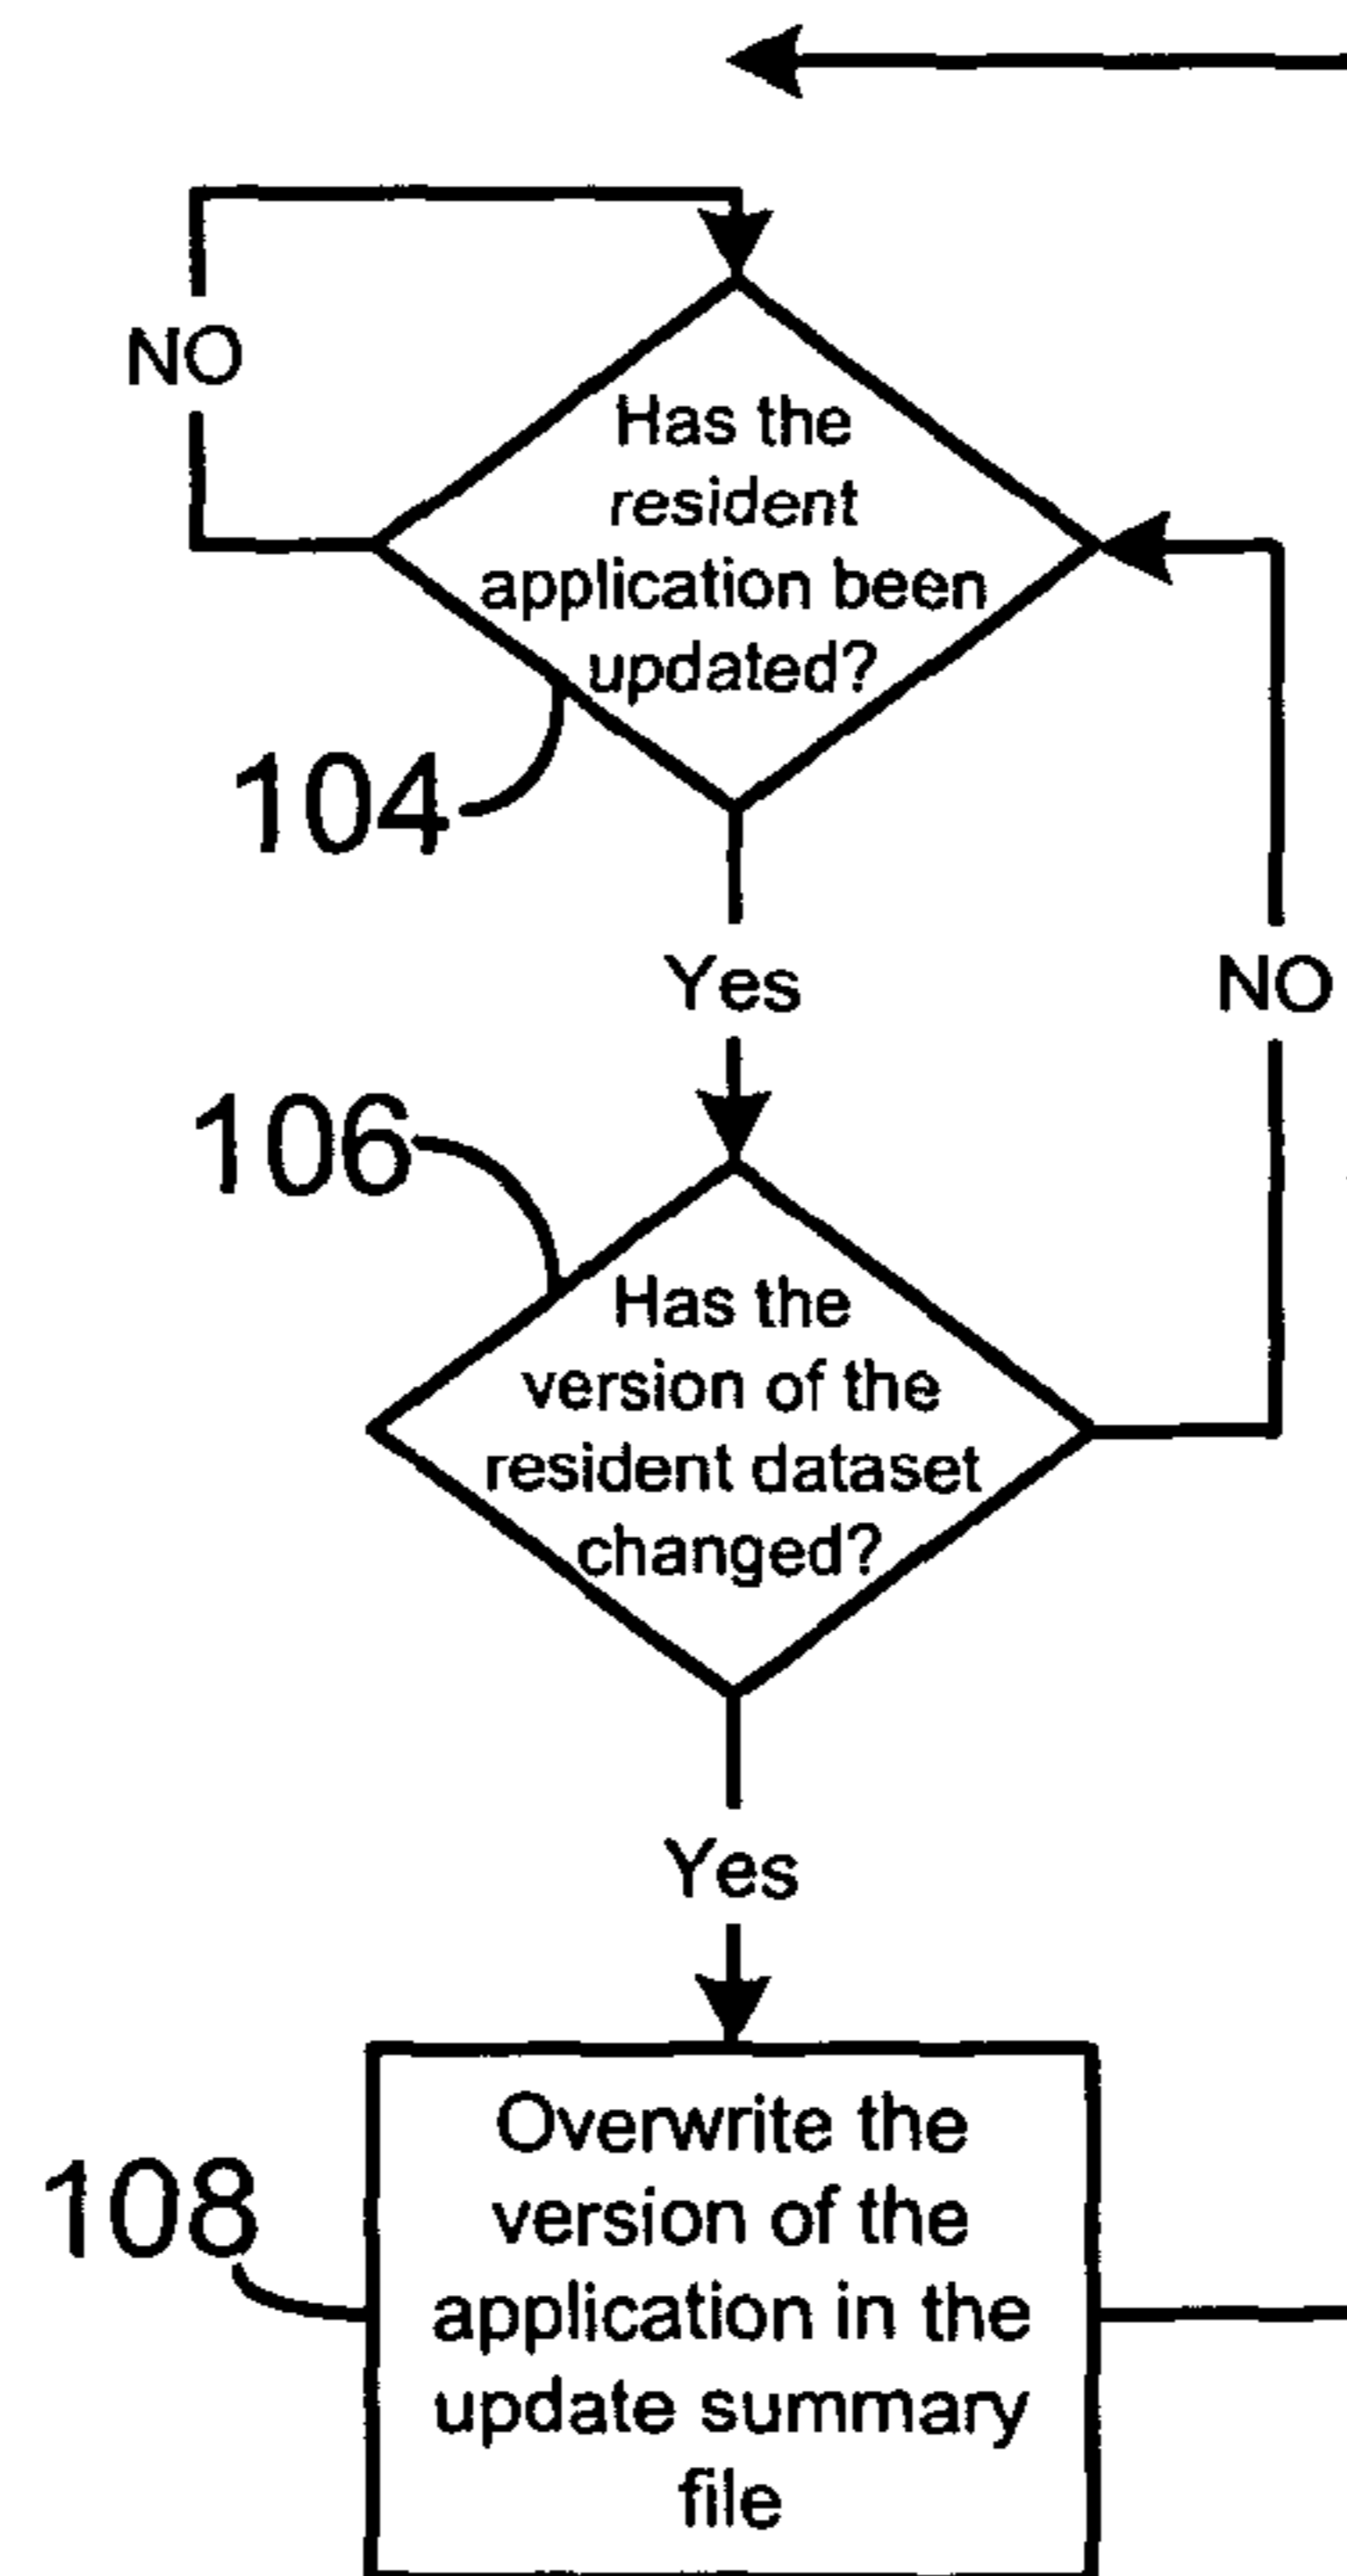 NO
Has the
resident
application been
updated?
104
Yes
NO
106
Has the
version of the
resident dataset
changed?
Yes
Overwrite the
version of the
application in the
update summary
file
108